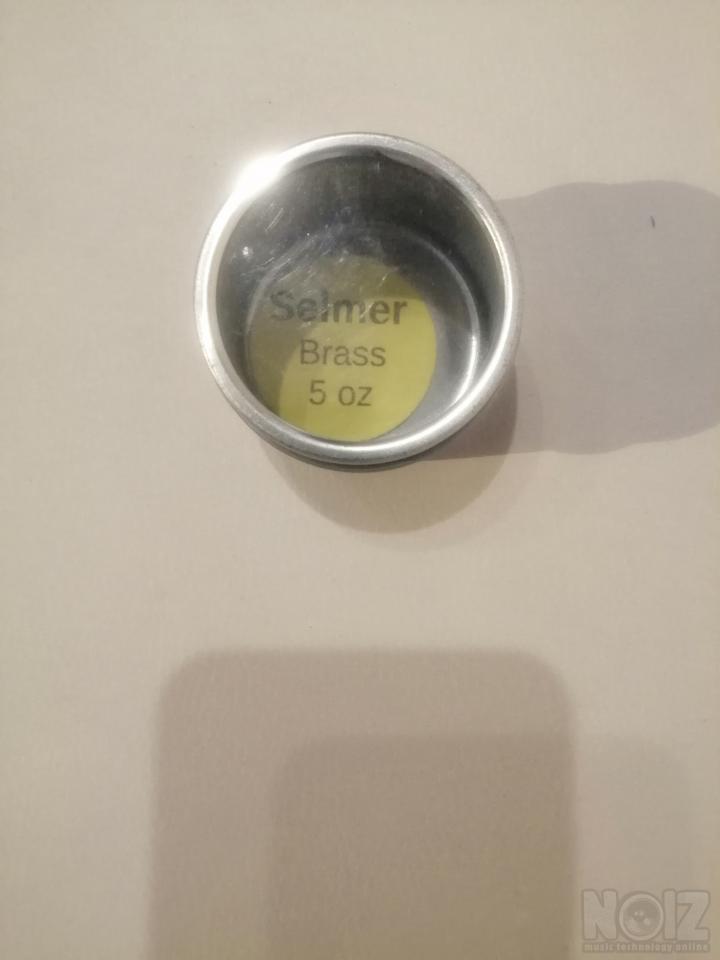 Selmer
Brass
5 oz
NOIZ
music technology online